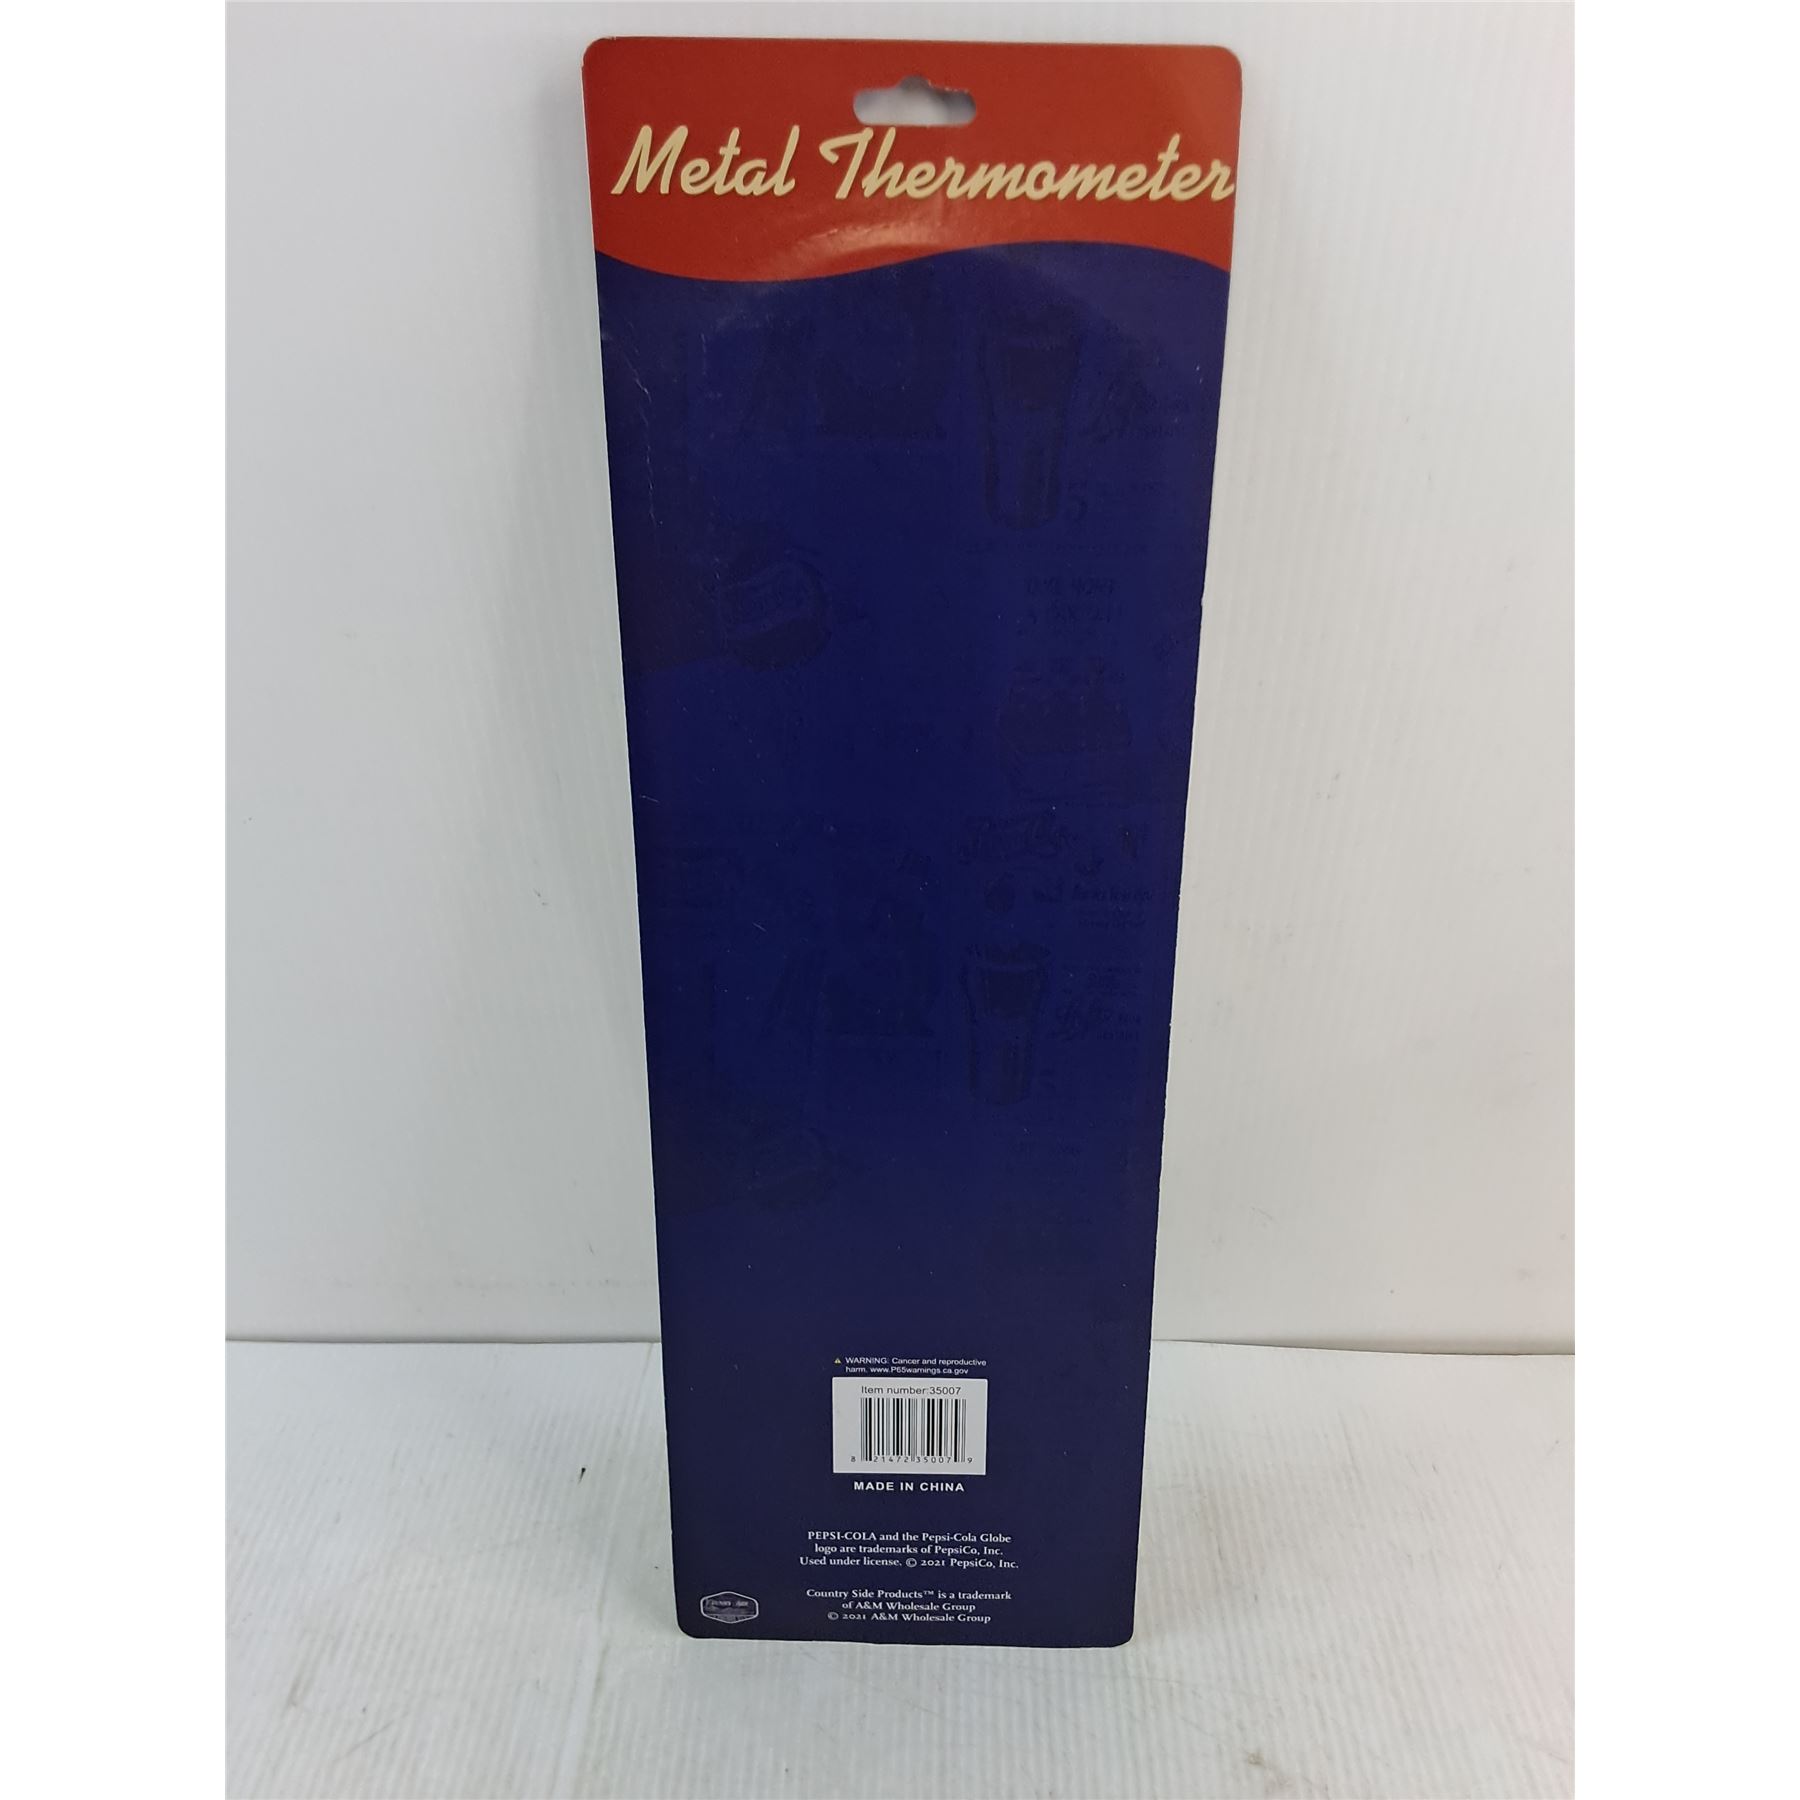 Metal Thermometer
WARNING: Cancer and reproductive
harm. www.P65warnings.ca.gov
Item number:35007
8 21472 35007 9
MADE IN CHINA
PEPSI-COLA and the Pepsi-Cola Globe
logo are trademarks of PepsiCo, Inc.
Used under license. © 2021 PepsiCo, Inc.
Country Side Products™ is a trademark
of A&M Wholesale Group
© 2021 A&M Wholesale Group